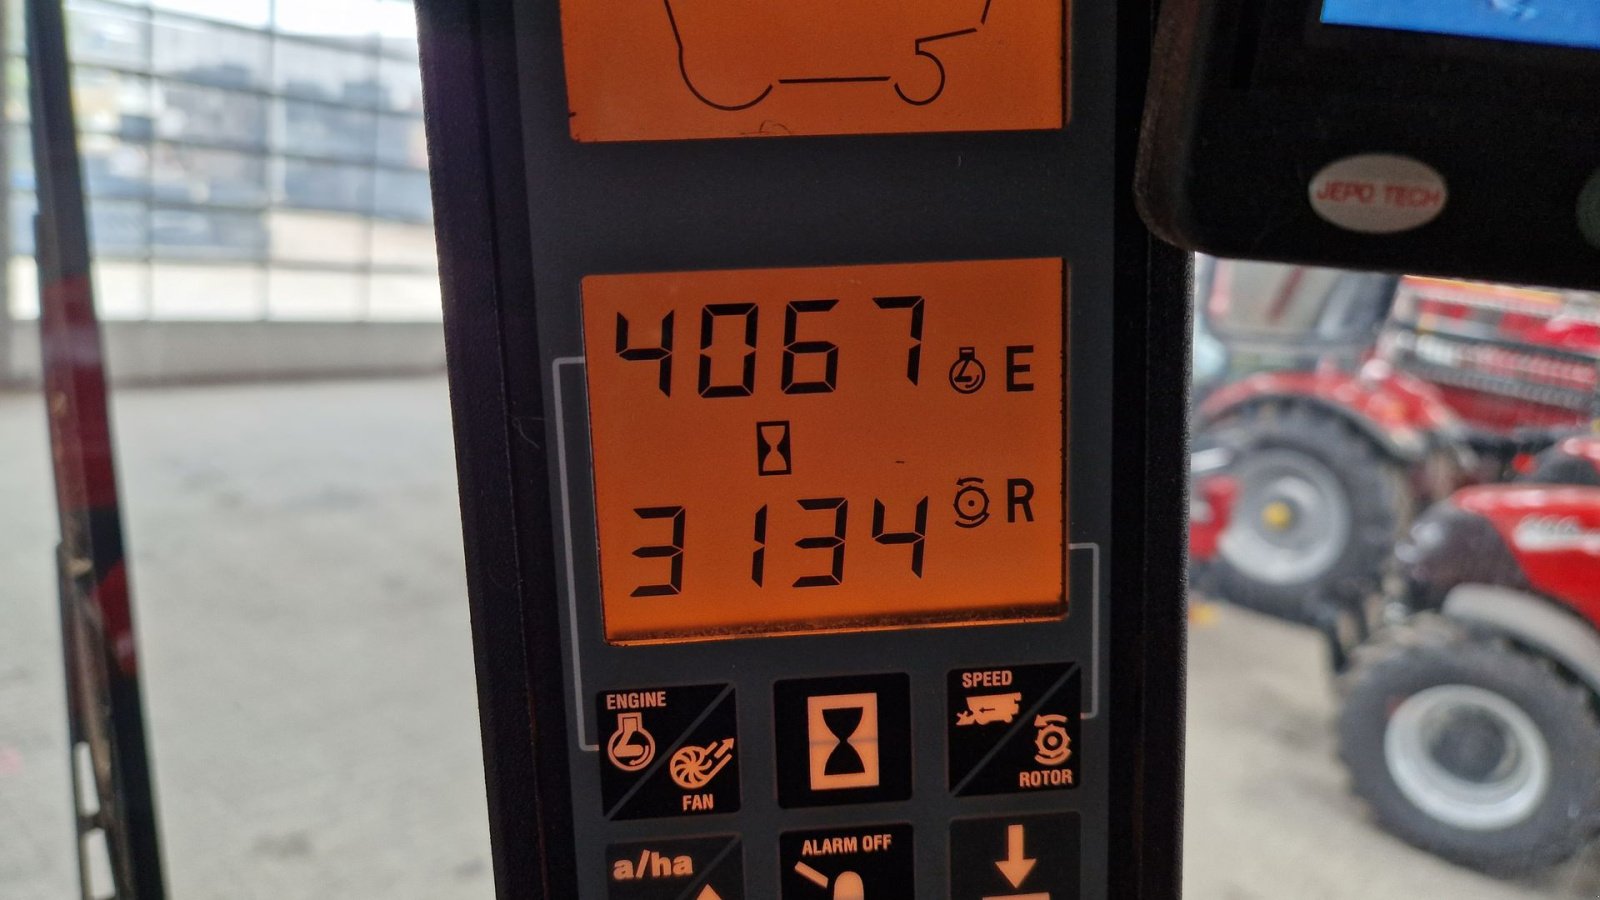 JEPO TECH
4067 E
3134 R
ENGINE
FAN
SPEED
ROTOR
a/ha
ALARM OFF